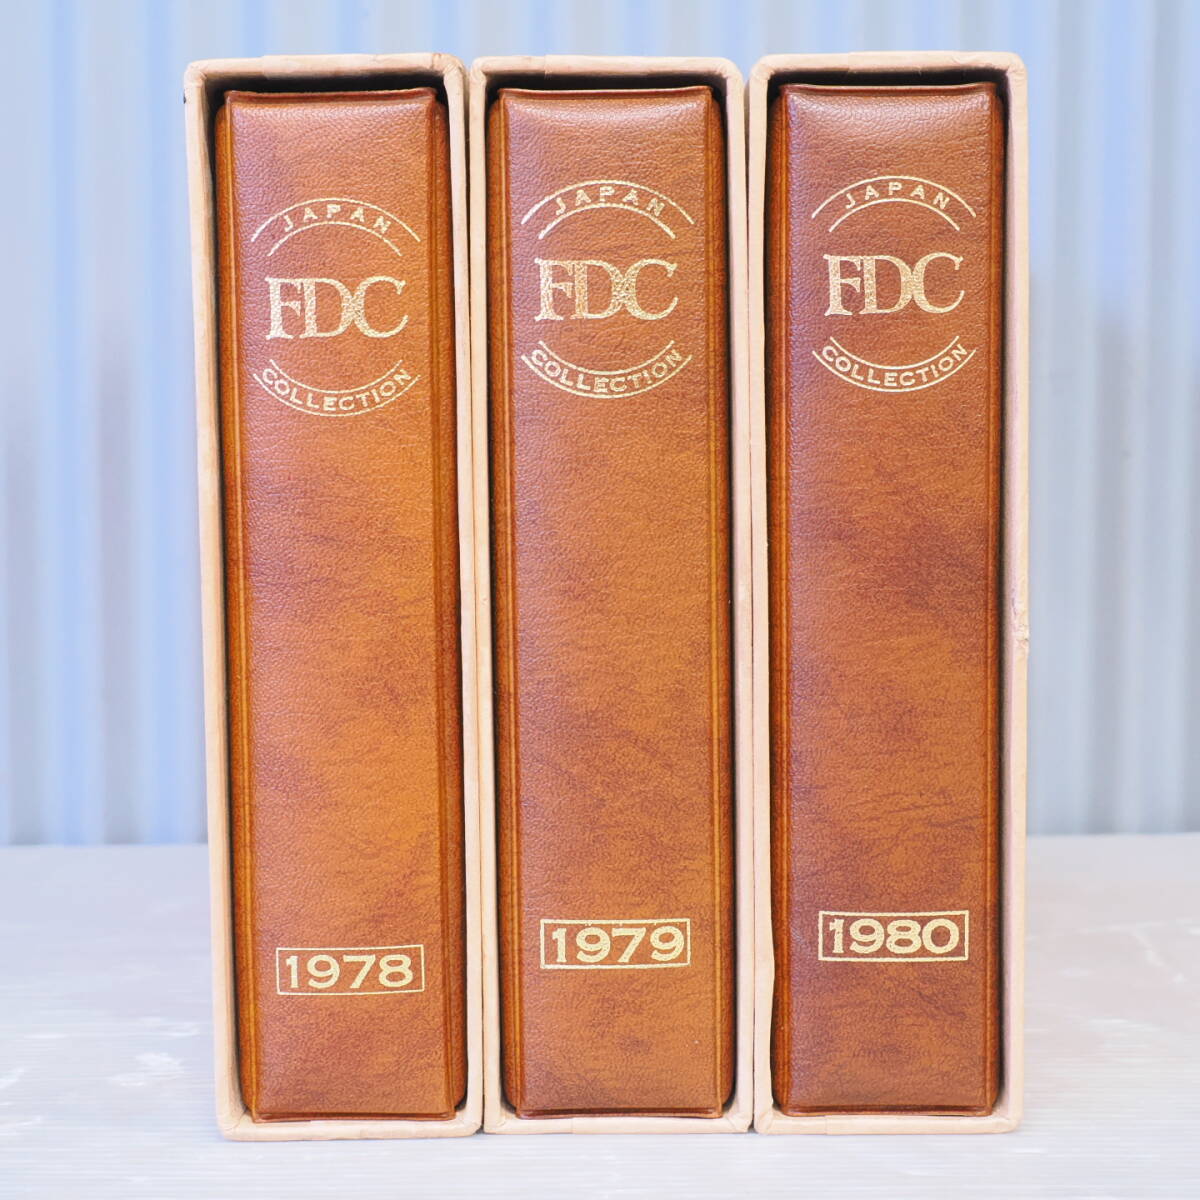 JAPAN
FDC
COLLECTION
1978
JAPAN
FDC
COLLECTION
1979
JAPAN
FDC
COLLECTION
1980